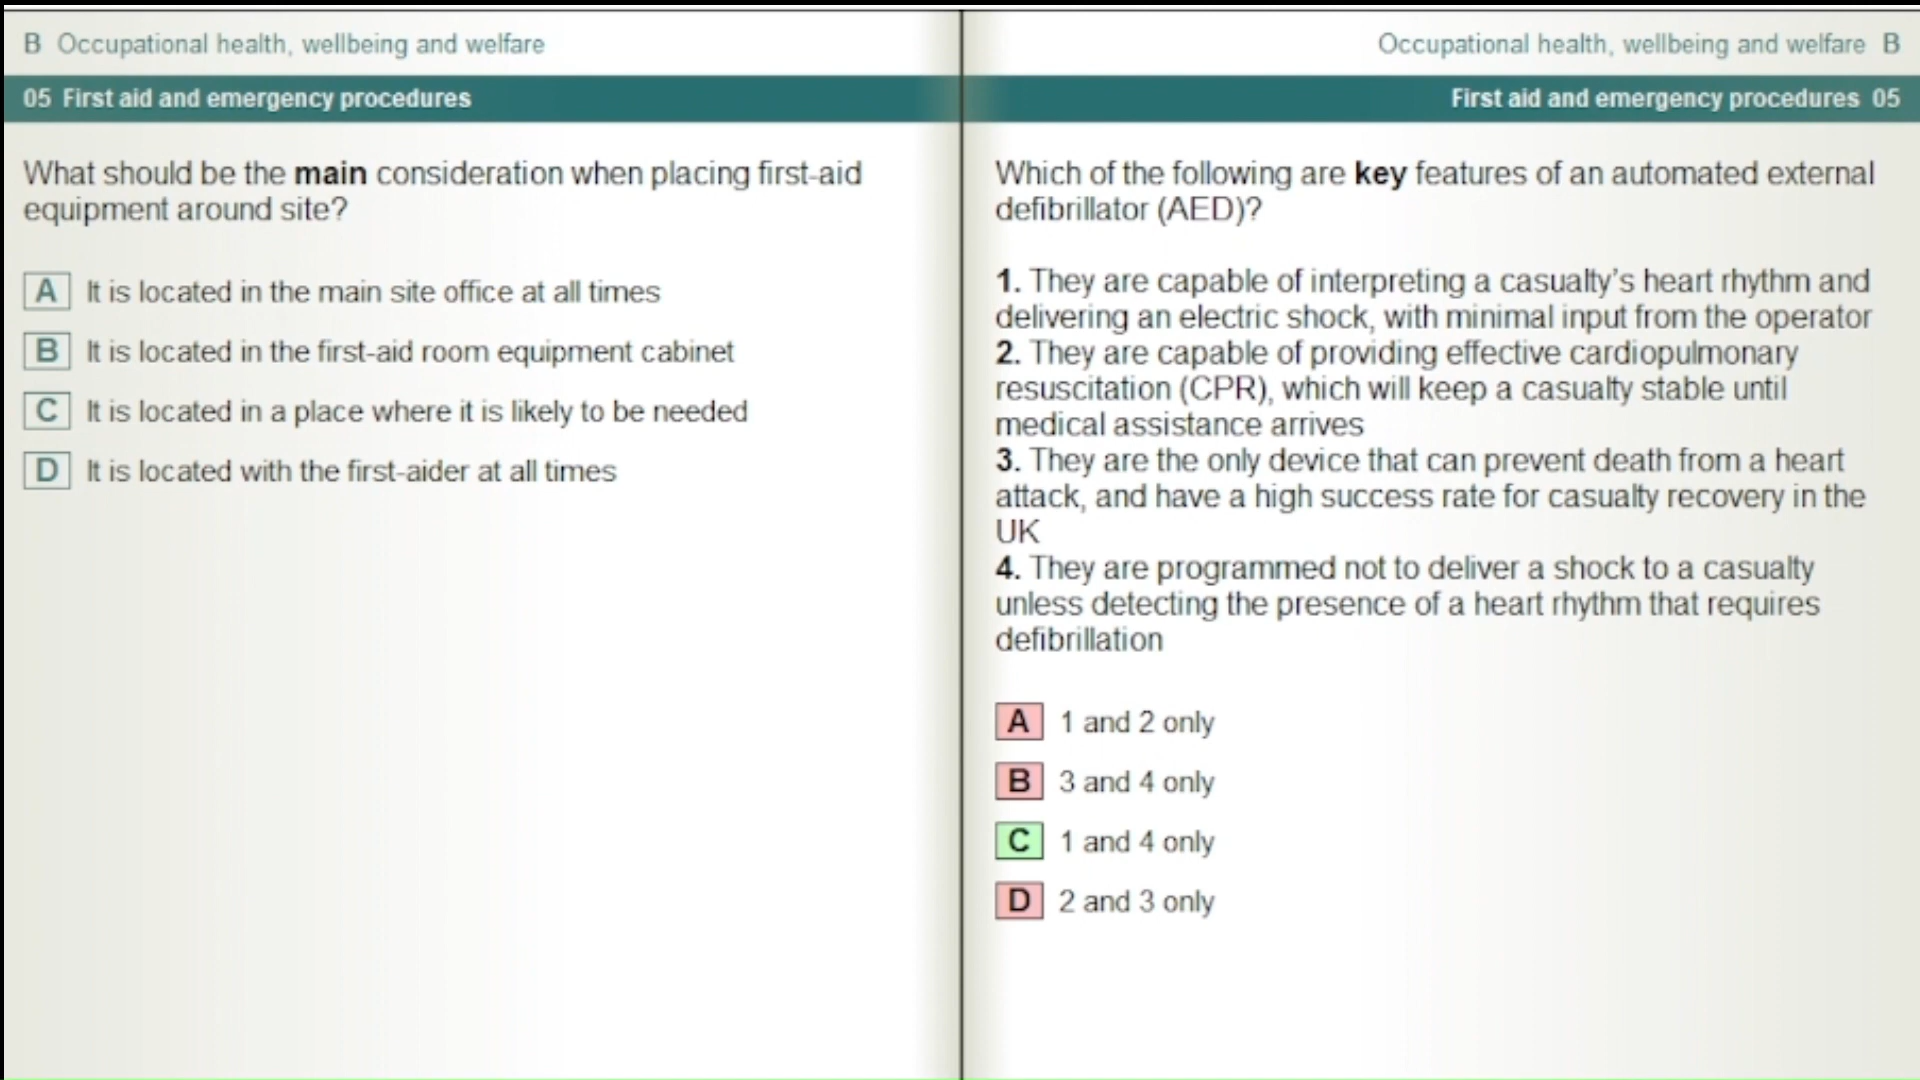 B Occupational health, wellbeing and welfare
05 First aid and emergency procedures
What should be the main consideration when placing first-aid
equipment around site?
A It is located in the main site office at all times
B It is located in the first-aid room equipment cabinet
C It is located in a place where it is likely to be needed
D It is located with the first-aider at all times
Occupational health, wellbeing and welfare B
First aid and emergency procedures 05
Which of the following are key features of an automated external
defibrillator (AED)?
1. They are capable of interpreting a casualty's heart rhythm and
delivering an electric shock, with minimal input from the operator
2. They are capable of providing effective cardiopulmonary
resuscitation (CPR), which will keep a casualty stable until
medical assistance arrives
3. They are the only device that can prevent death from a heart
attack, and have a high success rate for casualty recovery in the
UK
4. They are programmed not to deliver a shock to a casualty
unless detecting the presence of a heart rhythm that requires
defibrillation
A 1 and 2 only
B 3 and 4 only
C 1 and 4 only
D 2 and 3 only